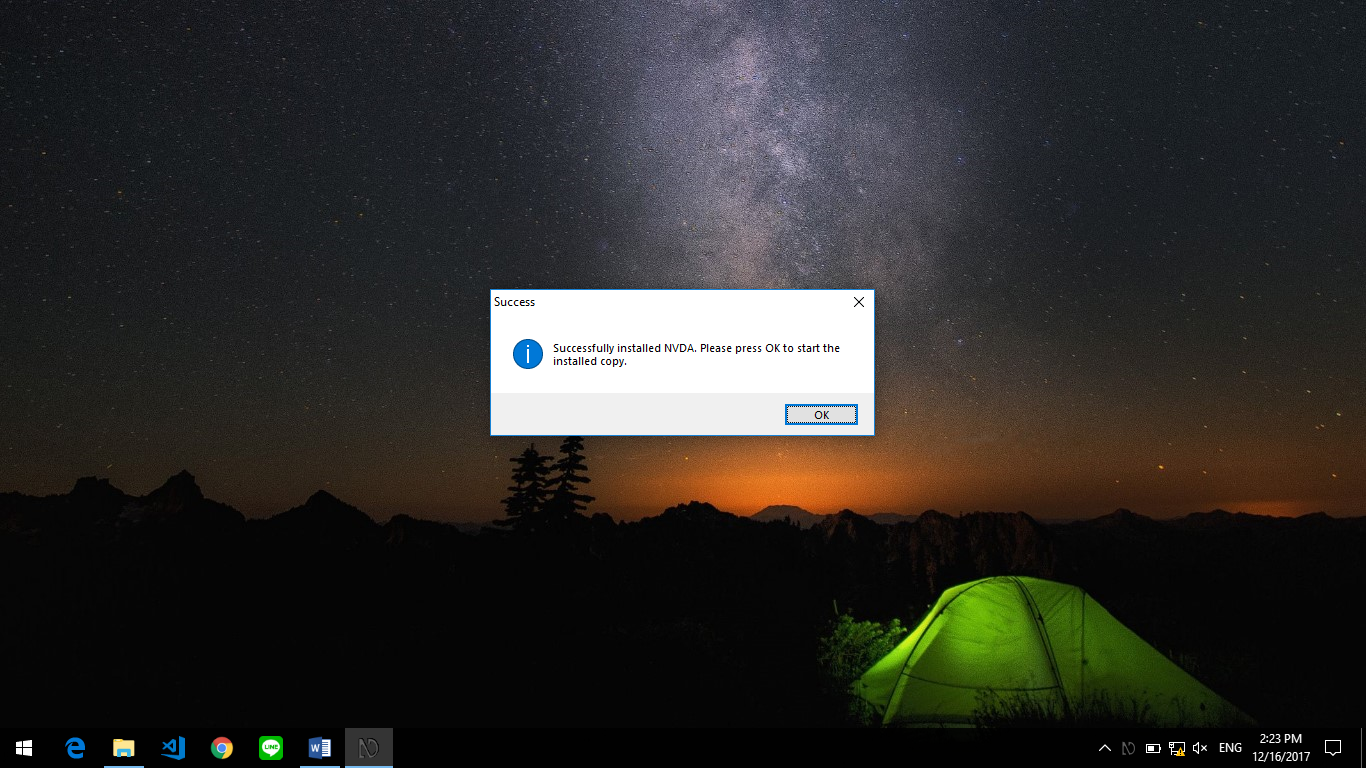 Success
Successfully installed NVDA. Please press OK to start the
installed copy.
OK
LINE
W
ENG
2:23 PM
12/16/2017